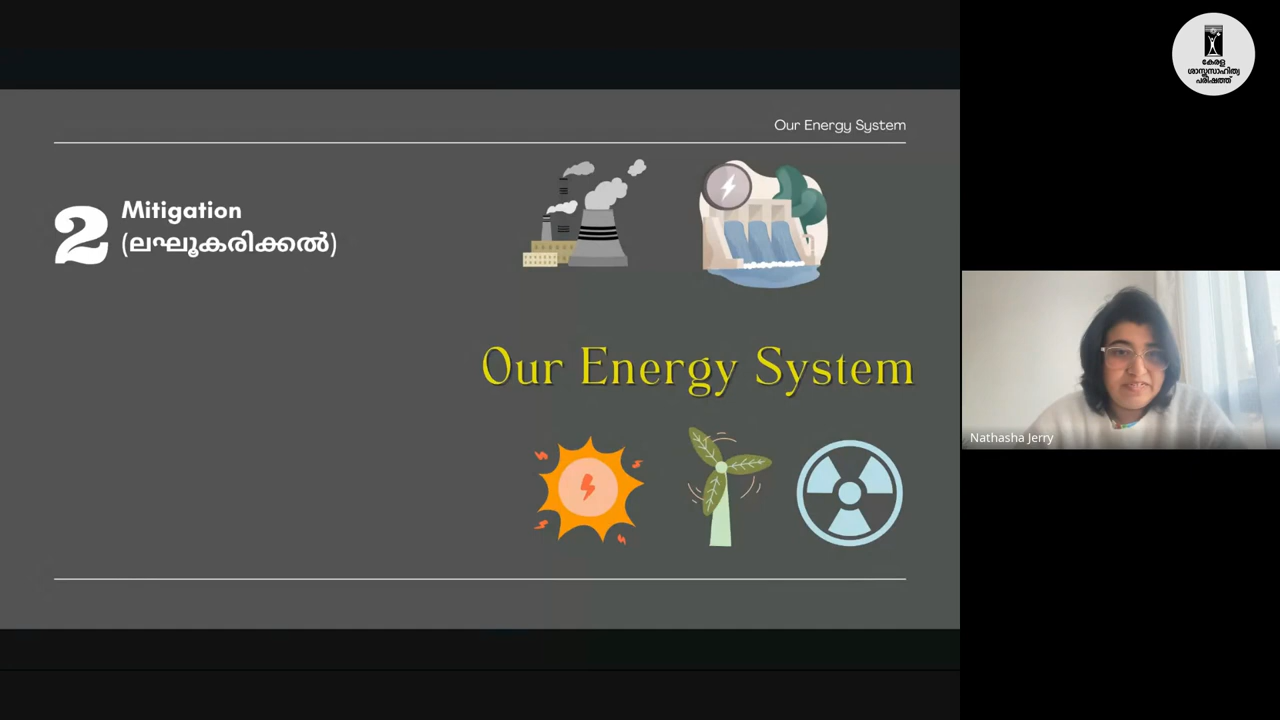 Our Energy System
2
Mitigation
(ലഘൂകരിക്കൽ)
Our Energy System
Nathasha Jerry
കേരള
ശാസ്ത്രസാഹിത്യ
പരിഷത്ത്